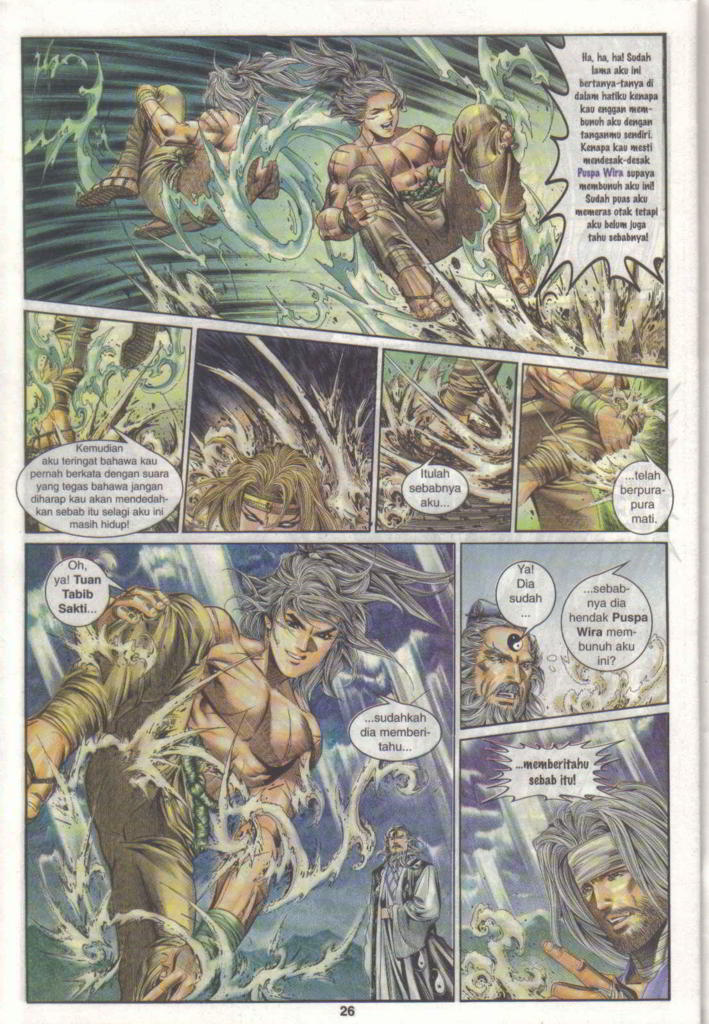 Ha, ha, ha! Sudah
lama aku ini
bertanya-tanya di
dalam hatiku kenapa
kau enggan mem-
bunuh aku dengan
tanganmu sendiri.
Kenapa kau mesti
mendesak-desak
Puspa Wira supaya
membunuh aku ini!
Sudah puas aku
memeras otak tetapi
aku belum juga
tahu sebabnya!
Kemudian
aku teringat bahawa kau
pernah berkata dengan suara
yang tegas bahawa jangan
diharap kau akan mendedah-
kan sebab itu selagi aku ini
masih hidup!
Itulah
sebabnya
aku...
...telah
berpura-
pura
mati.
Oh,
ya! Tuan
Tabib
Sakti...
...sudahkah
dia memberi-
tahu...
...sebab-
nya dia
hendak Puspa
Wira mem-
bunuh aku
ini?
Ya!
Dia
sudah
...
...memberitahu
sebab itu!
26